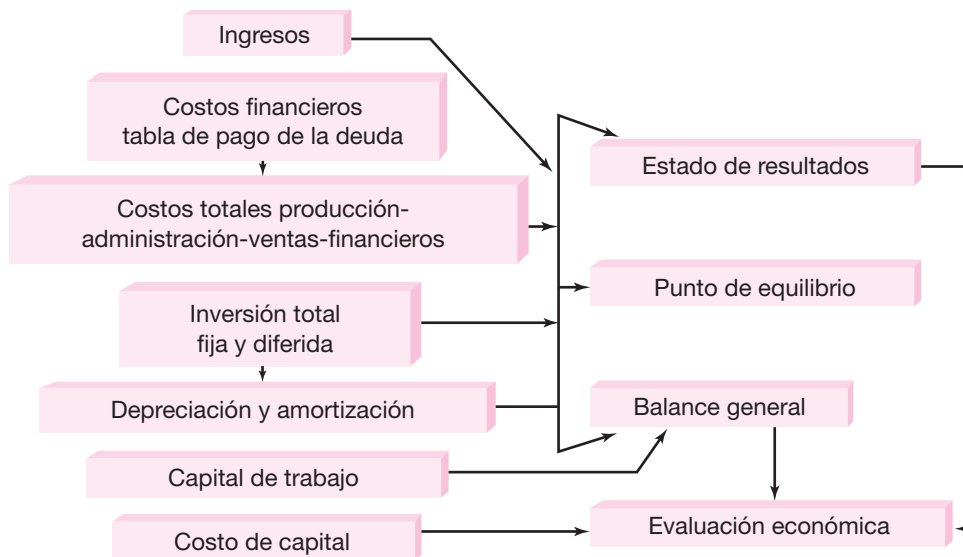 Ingresos
Costos financieros
tabla de pago de la deuda
Costos totales producción-
administración-ventas-financieros
Inversión total
fija y diferida
Depreciación y amortización
Capital de trabajo
Costo de capital
Estado de resultados
Punto de equilibrio
Balance general
Evaluación económica